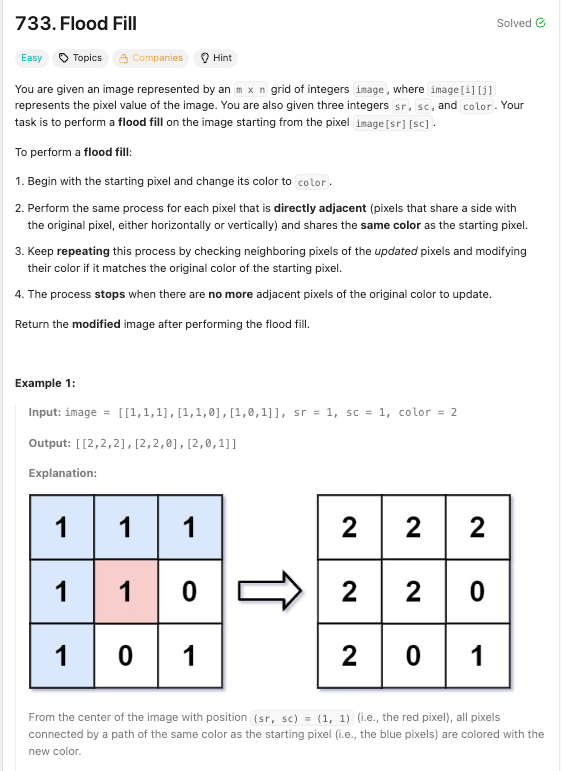 733. Flood Fill
Solved
Easy Topics Companies Hint
You are given an image represented by an m x n grid of integers image, where image[i][j]
represents the pixel value of the image. You are also given three integers sr, sc, and color. Your
task is to perform a flood fill on the image starting from the pixel image[sr][sc].
To perform a flood fill:
1. Begin with the starting pixel and change its color to color.
2. Perform the same process for each pixel that is directly adjacent (pixels that share a side with
the original pixel, either horizontally or vertically) and shares the same color as the starting pixel.
3. Keep repeating this process by checking neighboring pixels of the updated pixels and modifying
their color if it matches the original color of the starting pixel.
4. The process stops when there are no more adjacent pixels of the original color to update.
Return the modified image after performing the flood fill.
Example 1:
Input: image = [[1,1,1],[1,1,0],[1,0,1]], sr = 1, sc = 1, color = 2
Output: [[2,2,2],[2,2,0],[2,0,1]]
Explanation:
1 1 1 2 2 2
1 1 0 2 2 0
1 0 1 2 0 1
From the center of the image with position (sr, sc) = (1, 1) (i.e., the red pixel), all pixels
connected by a path of the same color as the starting pixel (i.e., the blue pixels) are colored with the
new color.